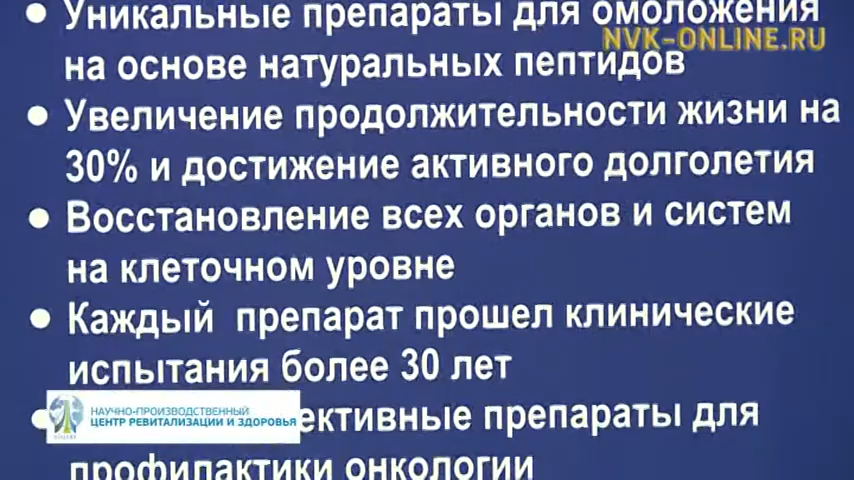 Уникальные препараты для омоложения
NVK-ONLINE.RU
на основе натуральных пептидов
Увеличение продолжительности жизни на
30% и достижение активного долголетия
Восстановление всех органов и систем
на клеточном уровне
Каждый препарат прошел клинические
испытания более 30 лет
НАУЧНО-ПРОИЗВОДСТВЕННЫЙ
ЦЕНТР РЕВИТАЛИЗАЦИИ И ЗДОРОВЬЯ
ективные препараты для
профилактики онкологии